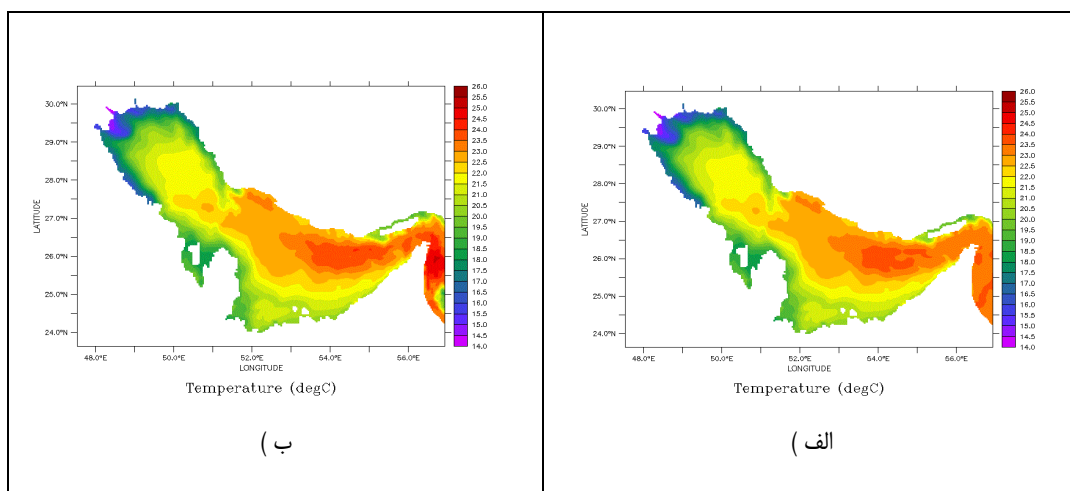 26.0
25.5
25.0
24.5
24.0
23.5
23.0
22.5
22.0
21.5
21.0
20.5
20.0
19.5
19.0
18.5
18.0
17.5
17.0
16.5
16.0
15.5
15.0
14.5
14.0
30.0°N
29.0°N
28.0°N
27.0°N
26.0°N
25.0°N
24.0°N
LATITUDE
48.0°E 50.0°E 52.0°E 54.0°E 56.0°E
LONGITUDE
Temperature (degC)
الف )
26.0
25.5
25.0
24.5
24.0
23.5
23.0
22.5
22.0
21.5
21.0
20.5
20.0
19.5
19.0
18.5
18.0
17.5
17.0
16.5
16.0
15.5
15.0
14.5
14.0
30.0°N
29.0°N
28.0°N
27.0°N
26.0°N
25.0°N
24.0°N
LATITUDE
48.0°E 50.0°E 52.0°E 54.0°E 56.0°E
LONGITUDE
Temperature (degC)
ب )